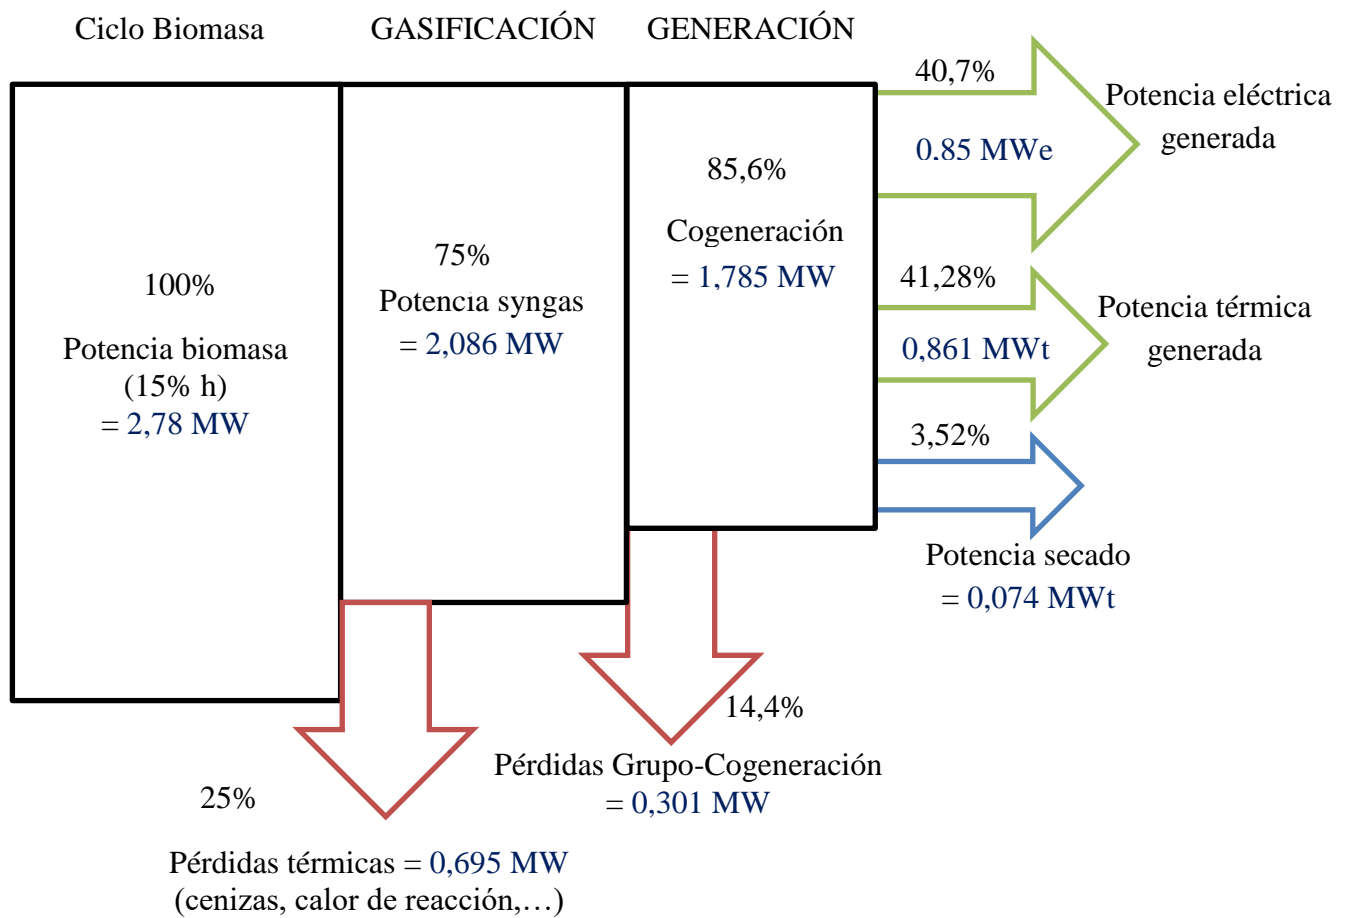 Ciclo Biomasa
GASIFICACIÓN
GENERACIÓN
100%
Potencia biomasa
(15% h)
= 2,78 MW
75%
Potencia syngas
= 2,086 MW
85,6%
Cogeneración
= 1,785 MW
40,7%
0.85 MWe
Potencia eléctrica
generada
41,28%
0,861 MWt
Potencia térmica
generada
3,52%
Potencia secado
= 0,074 MWt
14,4%
Pérdidas Grupo-Cogeneración
= 0,301 MW
25%
Pérdidas térmicas = 0,695 MW
(cenizas, calor de reacción,…)